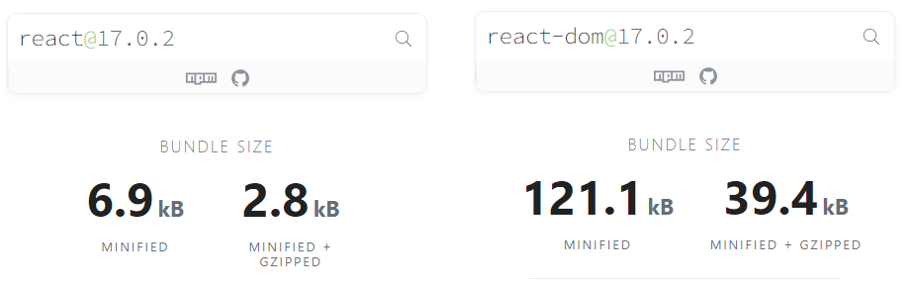 react@17.0.2
npm
BUNDLE SIZE
6.9 kB
2.8 kB
MINIFIED
MINIFIED +
GZIPPED
react-dom@17.0.2
npm
BUNDLE SIZE
121.1 kB
39.4 kB
MINIFIED
MINIFIED + GZIPPED